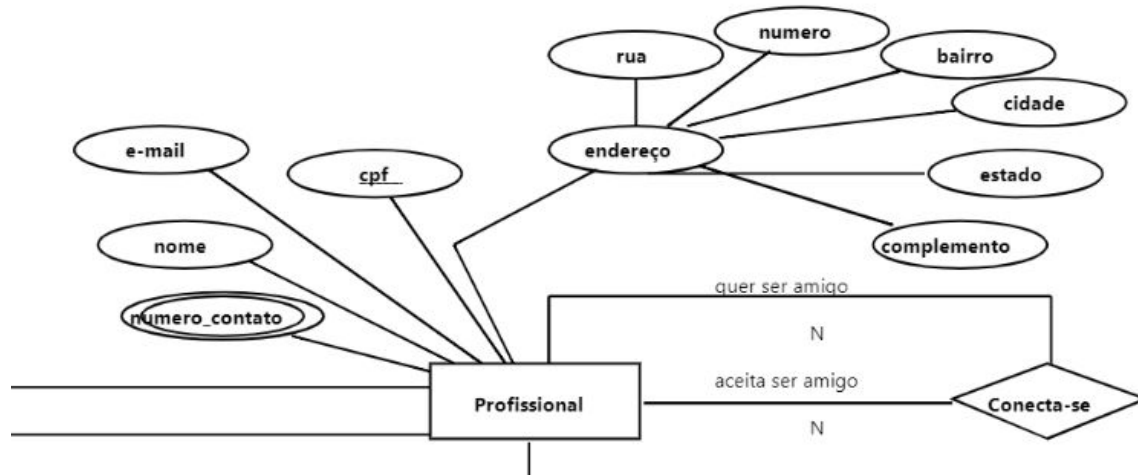 numero
rua
bairro
cidade
e-mail
endereço
cpf
estado
nome
complemento
quer ser amigo
numero_contato
N
aceita ser amigo
Profissional
Conecta-se
N